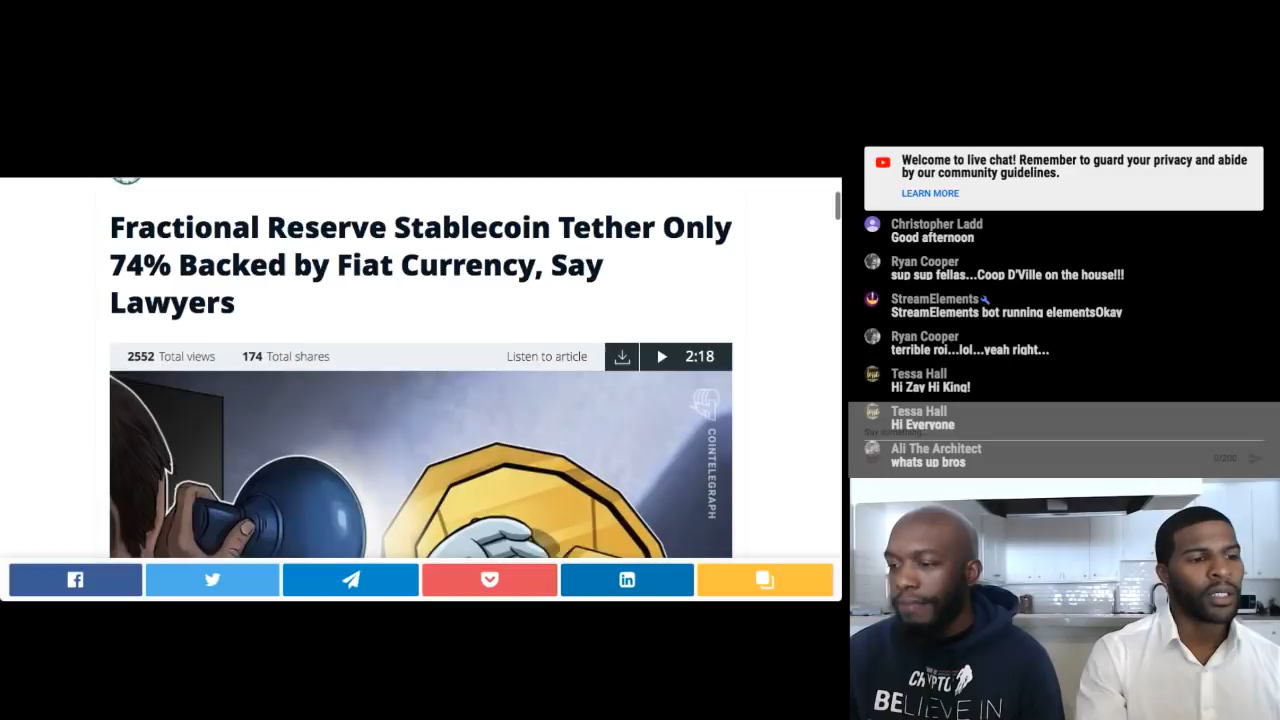 Fractional Reserve Stablecoin Tether Only
74% Backed by Fiat Currency, Say
Lawyers
2552 Total views 174 Total shares Listen to article 2:18
COINTELEGRAPH
Welcome to live chat! Remember to guard your privacy and abide
by our community guidelines.
LEARN MORE
Christopher Ladd
Good afternoon
Ryan Cooper
sup sup fellas...Coop D'Ville on the house!!!
StreamElements
StreamElements bot running elementsOkay
Ryan Cooper
terrible roi...lol...yeah right...
Tessa Hall
Hi Zay Hi King!
Tessa Hall
Hi Everyone
Say something...
Ali The Architect
whats up bros
0/200
CRYPTO
BELIEVE IN